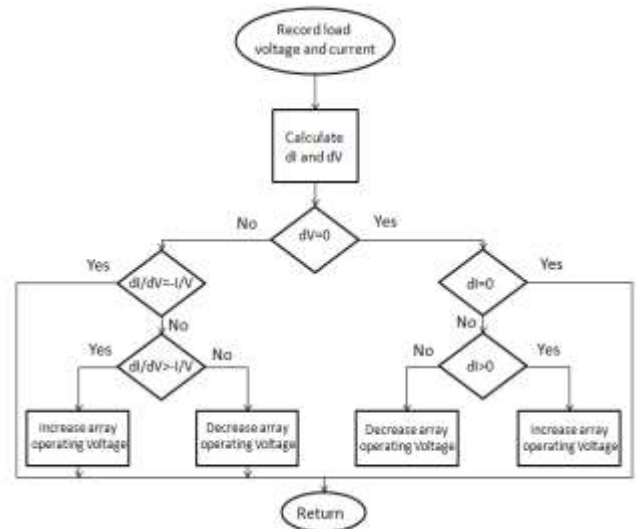 Record load
voltage and current
Calculate
dI and dV
No
Yes
dV=0
Yes
Yes
dI/dV=-I/V
dI=0
No
No
Yes
No
No
Yes
dI/dV>-I/V
dI>0
Increase array
operating Voltage
Decrease array
operating Voltage
Decrease array
operating Voltage
Increase array
operating Voltage
Return